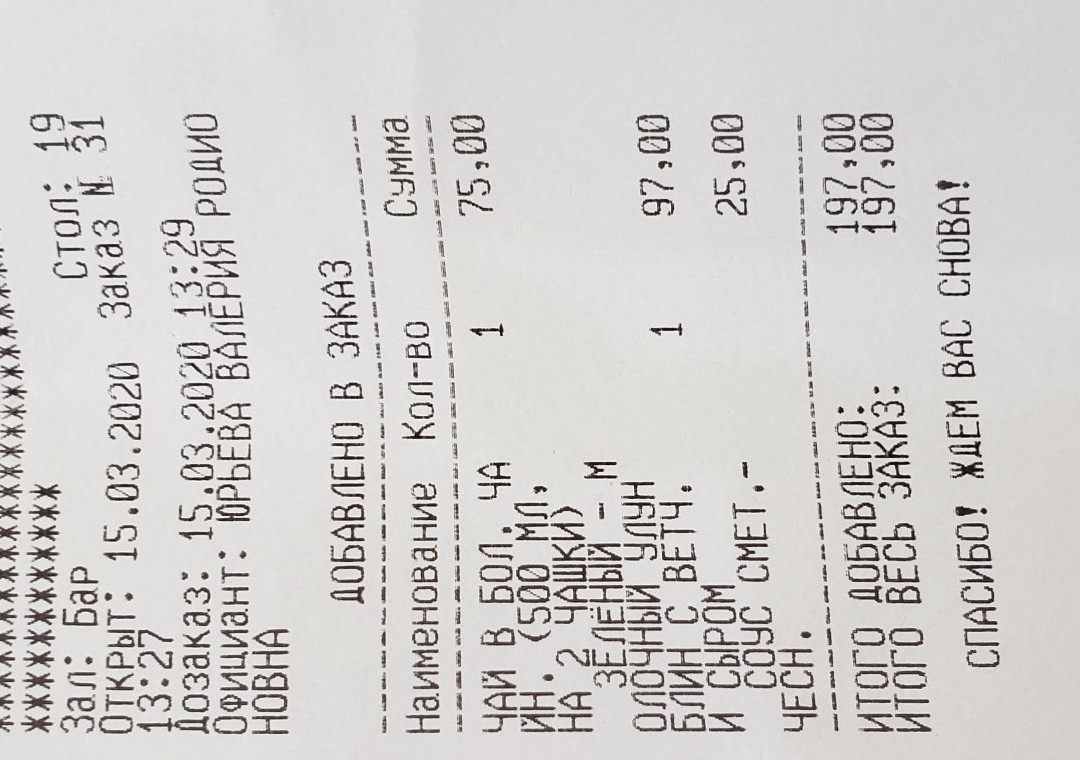 Зал: Бар Стол: 19
ОТКРЫТ: 15.03.2020 Заказ № 31
13:27
Дозаказ: 15.03.2020 13:29
Официант: ЮРЬЕВА ВАЛЕРИЯ РОДИО
НОВНА
ДОБАВЛЕНО В ЗАКАЗ
Наименование Кол-во Сумма
ЧАЙ В БОЛ. ЧА 1 75,00
ЙН. (500 МЛ,
НА 2 ЧАШКИ)
ЗЕЛЁНЫЙ - М
ОЛОЧНЫЙ УЛУН
БЛИН С ВЕТЧ. 1 97,00
И СЫРОМ
СОУС СМЕТ.- 25,00
ЧЕСН.
ИТОГО ДОБАВЛЕНО: 197,00
ИТОГО ВЕСЬ ЗАКАЗ: 197,00
СПАСИБО! ЖДЕМ ВАС СНОВА!